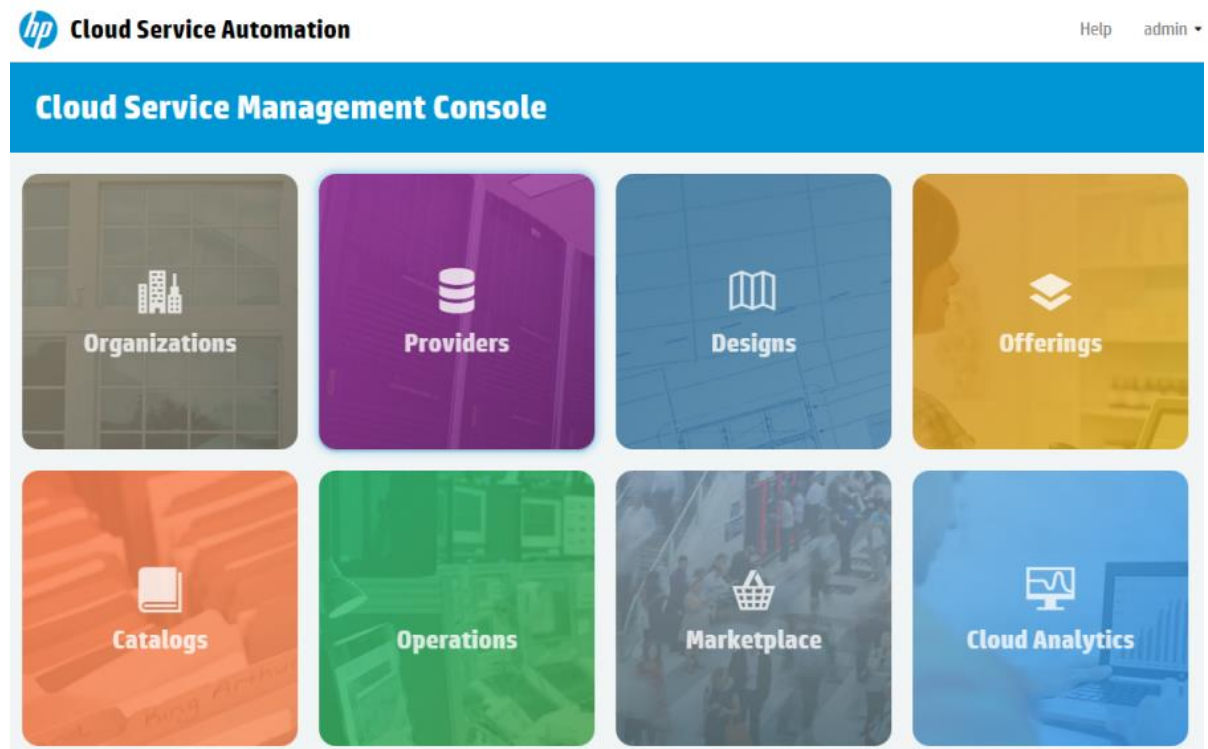 hp Cloud Service Automation
Help admin
Cloud Service Management Console
Organizations
Providers
Designs
Offerings
Catalogs
Operations
Marketplace
Cloud Analytics